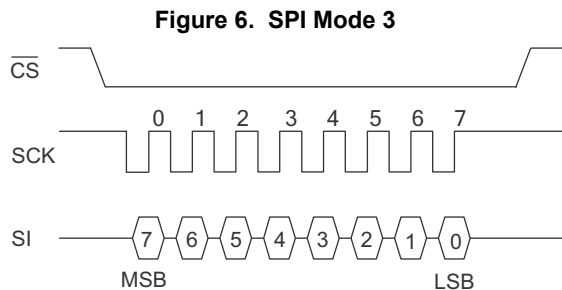 Figure 6. SPI Mode 3
CS
0 1 2 3 4 5 6 7
SCK
SI
7 6 5 4 3 2 1 0
MSB LSB